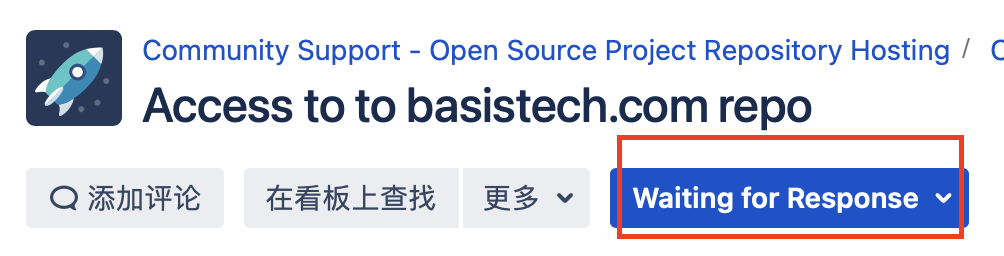 Community Support - Open Source Project Repository Hosting /
Access to to basistech.com repo
添加评论 在看板上查找 更多 Waiting for Response